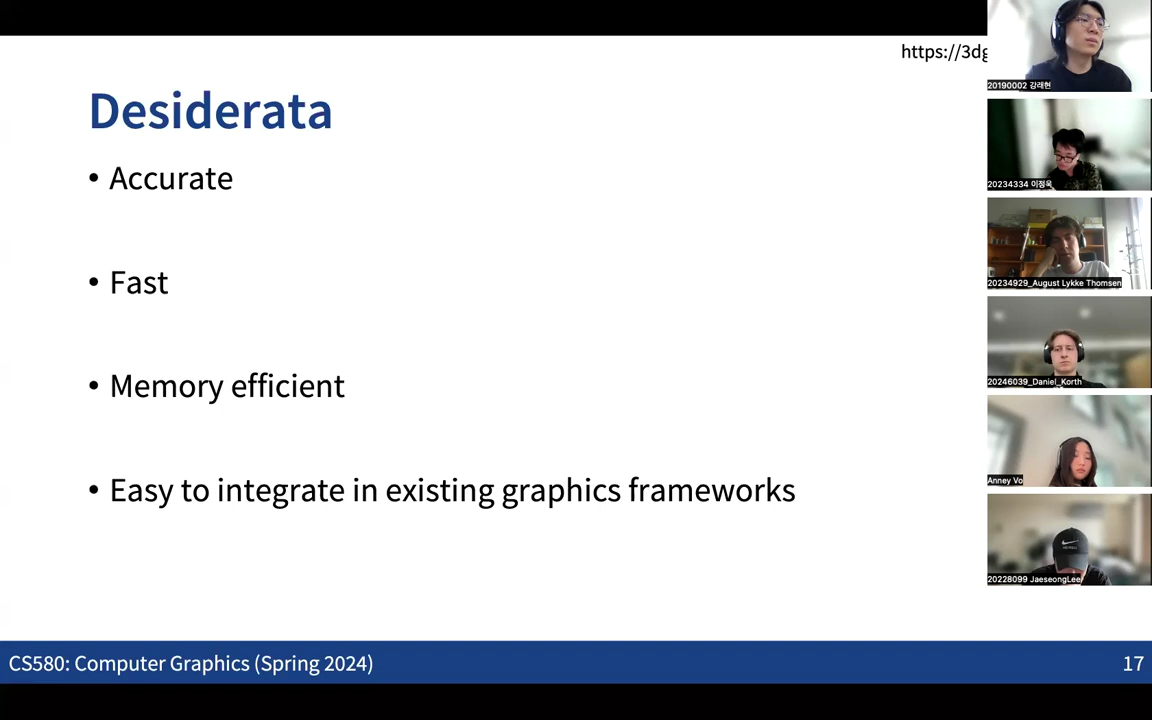 https://3dg
Desiderata
• Accurate
• Fast
• Memory efficient
• Easy to integrate in existing graphics frameworks
CS580: Computer Graphics (Spring 2024)
17
20190002 강래현
20234334 이정욱
20234929_August Lykke Thomsen
20246039_Daniel_Korth
Anney Vo
20228099 JaeseongLee